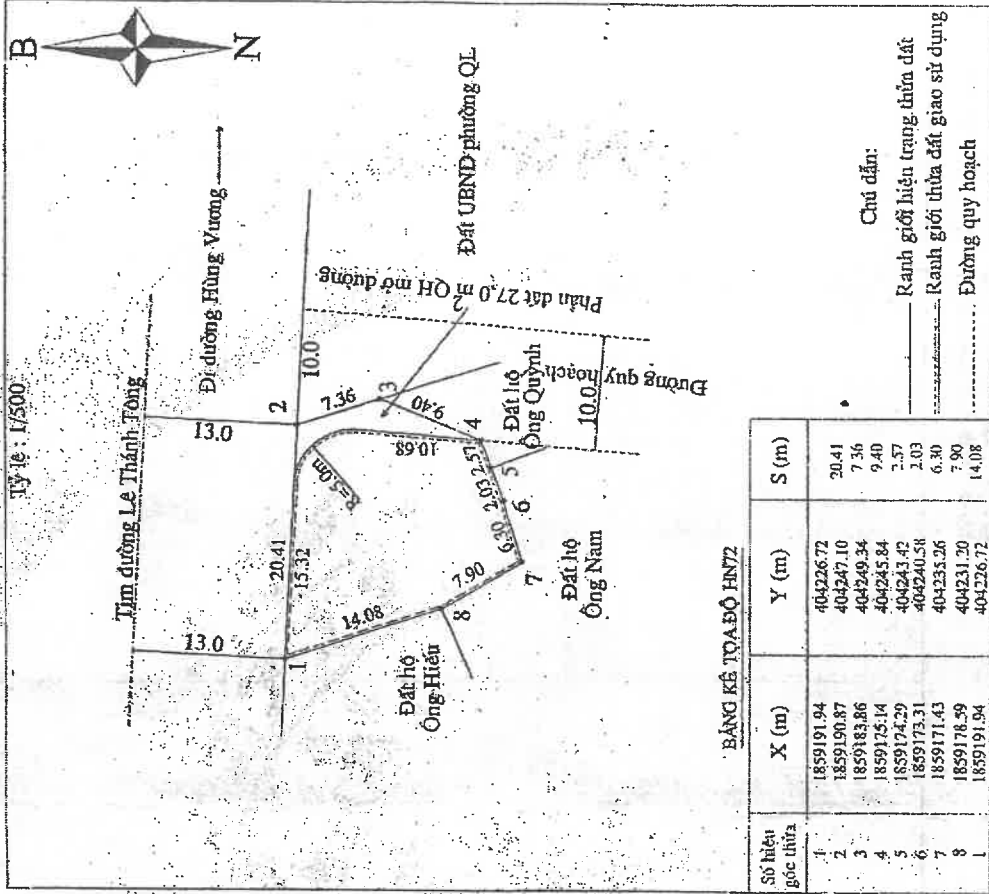 Tỷ lệ : 1/500
B
N
Tim đường Lê Thánh Tông
Đi đường Hùng Vương
13.0
13.0
1
2
20.41
15.32
10.0
R=5.0m
7.36
3
9.40
10.68
4
2.57
5
2.03
6
6.30
7
7.90
8
14.08
10.0
Đất UBND phường QL
Phần đất 27,0 m2 QH mở đường
Đường quy hoạch
Đất hộ
Ông Quỳnh
Đất hộ
Ông Nam
Đất hộ
Ông Hiếu
BẢNG KÊ TỌA ĐỘ HN72
Số hiệu góc thửa X (m) Y (m) S (m)
1 1859191.94 404226.72
2 1859190.87 404247.10 20.41
3 1859183.86 404249.34 7.36
4 1859175.14 404245.84 9.40
5 1859174.29 404243.42 2.57
6 1859173.31 404240.58 2.03
7 1859171.43 404235.26 6.30
8 1859178.59 404231.20 7.90
1 1859191.94 404226.72 14.08
Chú dẫn:
Ranh giới hiện trạng thửa đất
Ranh giới thửa đất giao sử dụng
Đường quy hoạch